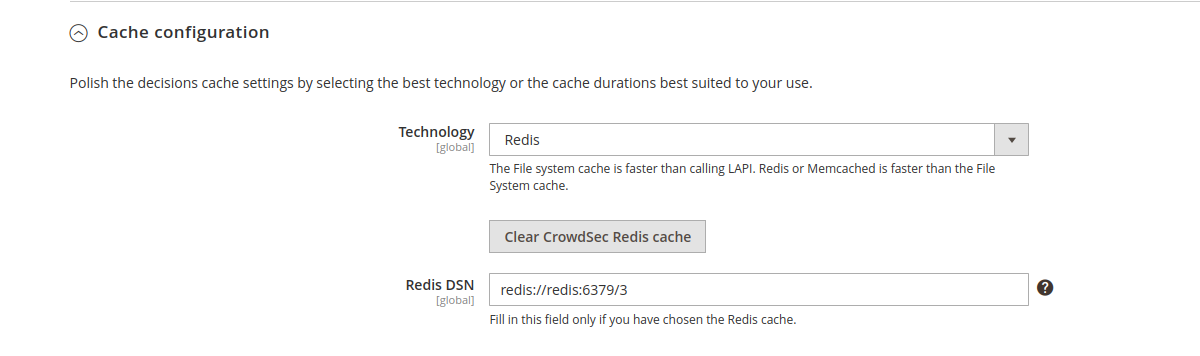 Cache configuration
Polish the decisions cache settings by selecting the best technology or the cache durations best suited to your use.
Technology
[global]
Redis
The File system cache is faster than calling LAPI. Redis or Memcached is faster than the File
System cache.
Clear CrowdSec Redis cache
Redis DSN
[global]
redis://redis:6379/3
?
Fill in this field only if you have chosen the Redis cache.